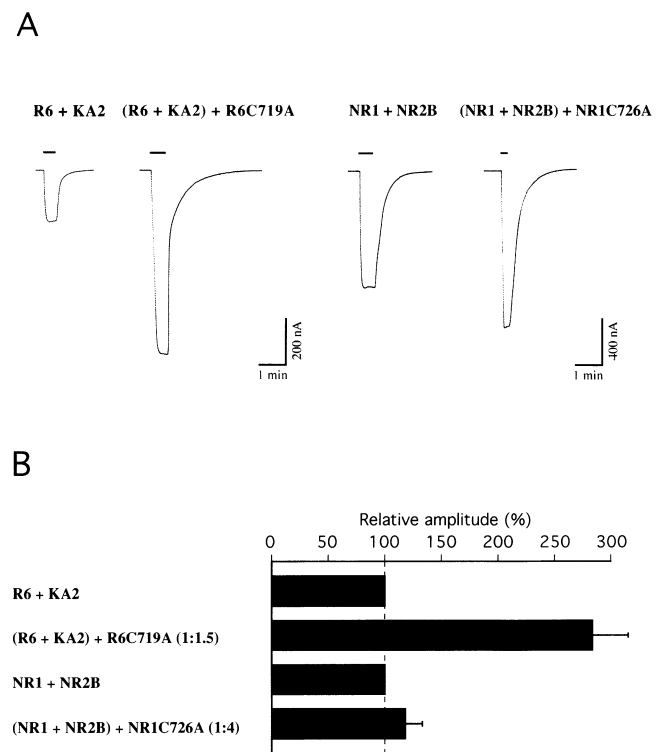 A
R6 + KA2 (R6 + KA2) + R6C719A NR1 + NR2B (NR1 + NR2B) + NR1C726A
200 nA
1 min
400 nA
1 min
B
Relative amplitude (%)
0 50 100 150 200 250 300
R6 + KA2
(R6 + KA2) + R6C719A (1:1.5)
NR1 + NR2B
(NR1 + NR2B) + NR1C726A (1:4)